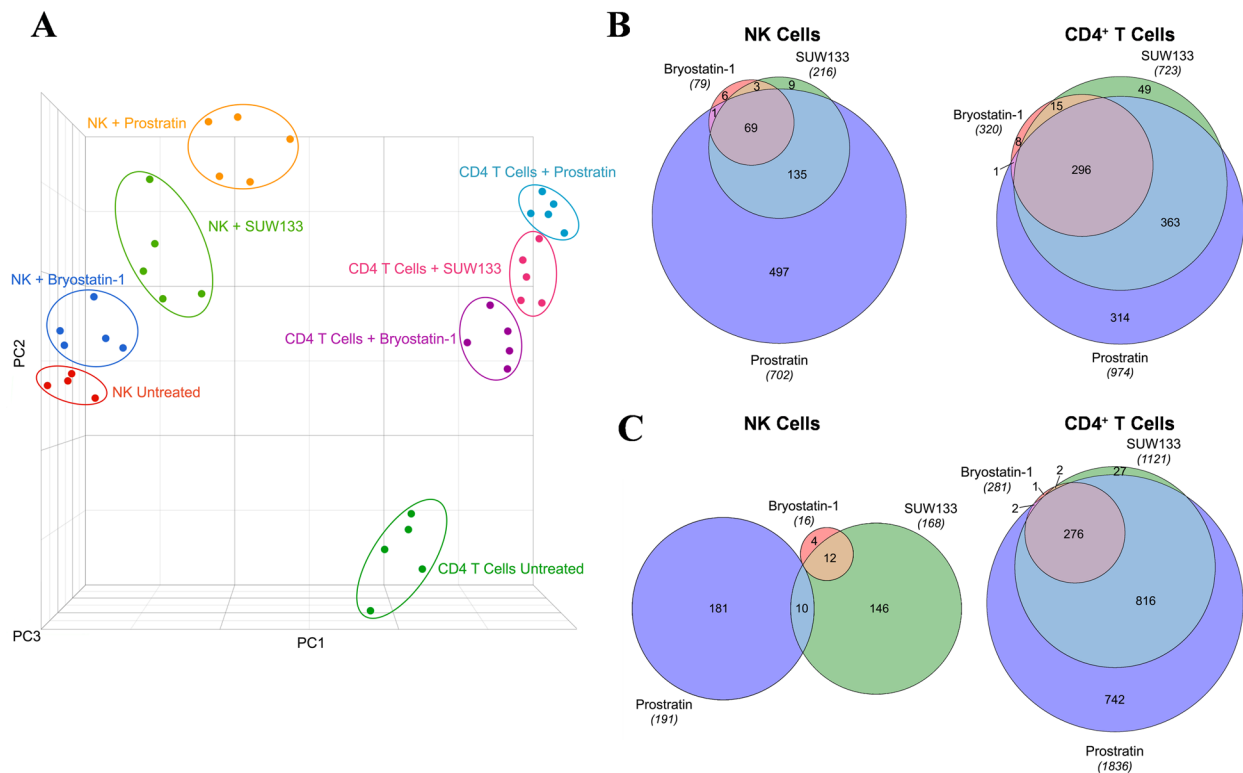 A
NK + Prostratin
CD4 T Cells + Prostratin
NK + SUW133
CD4 T Cells + SUW133
NK + Bryostatin-1
CD4 T Cells + Bryostatin-1
PC2
NK Untreated
CD4 T Cells Untreated
PC3
PC1
B
NK Cells
Bryostatin-1
(79)
SUW133
(216)
6
3
9
1
69
135
497
Prostratin
(702)
CD4⁺ T Cells
SUW133
(723)
Bryostatin-1
(320)
49
15
8
1
296
363
314
Prostratin
(974)
C
NK Cells
Bryostatin-1
(16)
SUW133
(168)
4
12
181
10
146
Prostratin
(191)
CD4⁺ T Cells
SUW133
(1121)
Bryostatin-1
(281)
2
27
1
2
276
816
742
Prostratin
(1836)